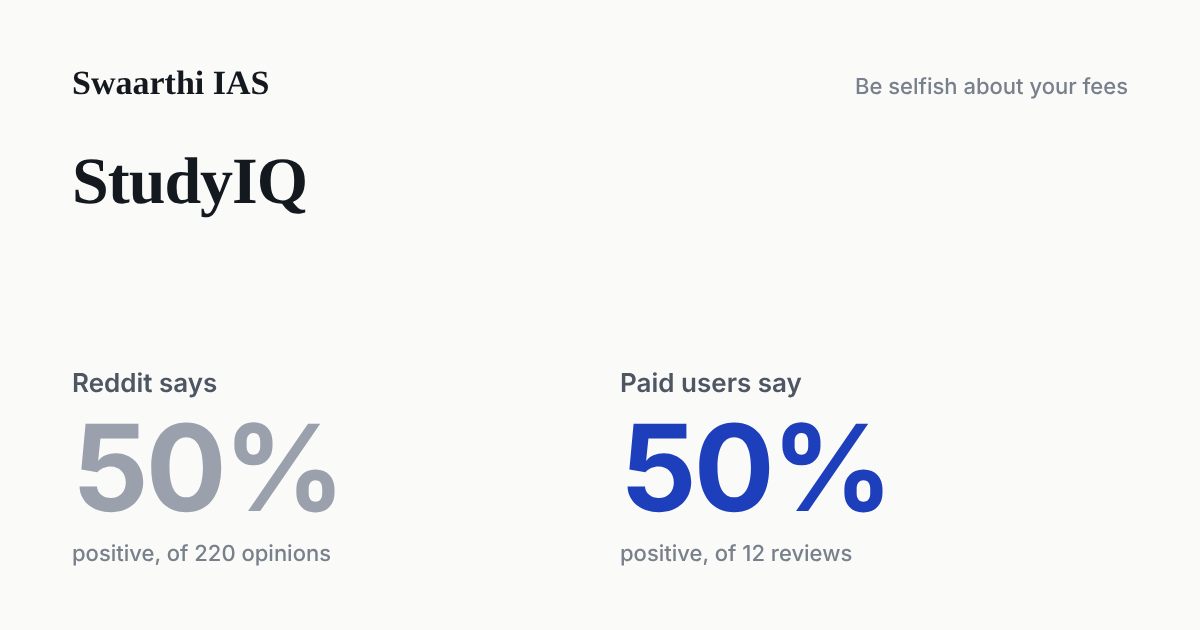 Swaarthi IAS
Be selfish about your fees
StudyIQ
Reddit says
50%
positive, of 220 opinions
Paid users say
50%
positive, of 12 reviews